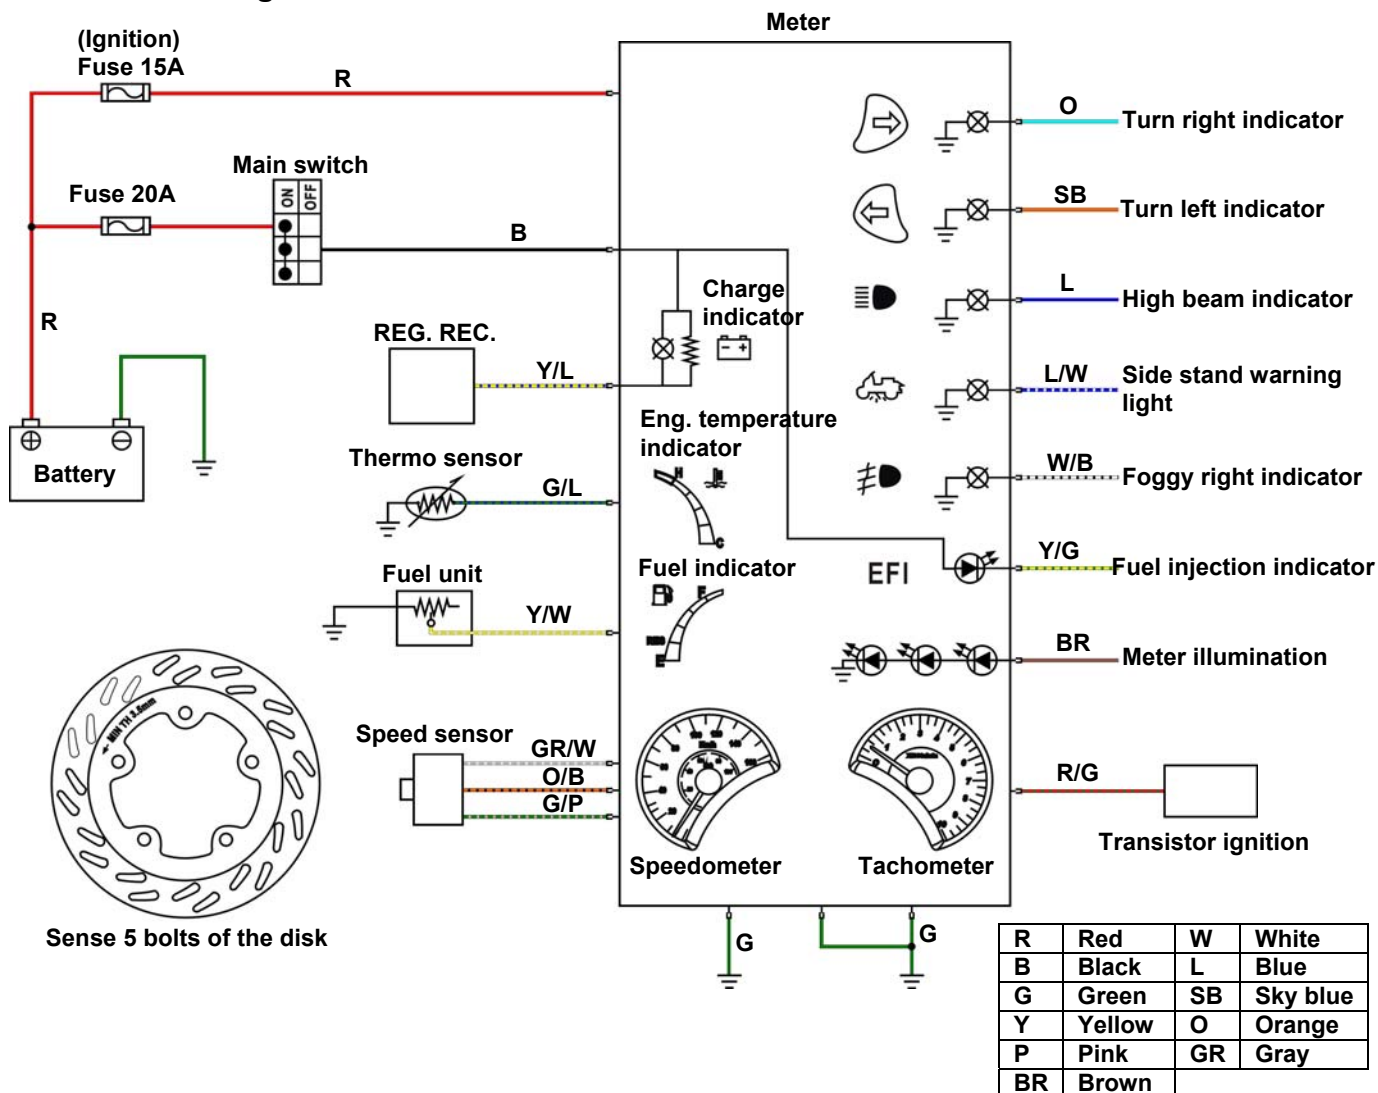 Meter
(Ignition)
Fuse 15A
R
Main switch
Fuse 20A
ON
OFF
B
R
REG. REC.
Y/L
Charge
indicator
Battery
Thermo sensor
G/L
Eng. temperature
indicator
H
C
Fuel unit
Y/W
Fuel indicator
F
E
Speed sensor
GR/W
O/B
G/P
Speedometer
Tachometer
O
Turn right indicator
SB
Turn left indicator
L
High beam indicator
L/W
Side stand warning
light
W/B
Foggy right indicator
EFI
Y/G
Fuel injection indicator
BR
Meter illumination
R/G
Transistor ignition
MIN TH 3.5mm
Sense 5 bolts of the disk
G
G
R Red W White
B Black L Blue
G Green SB Sky blue
Y Yellow O Orange
P Pink GR Gray
BR Brown